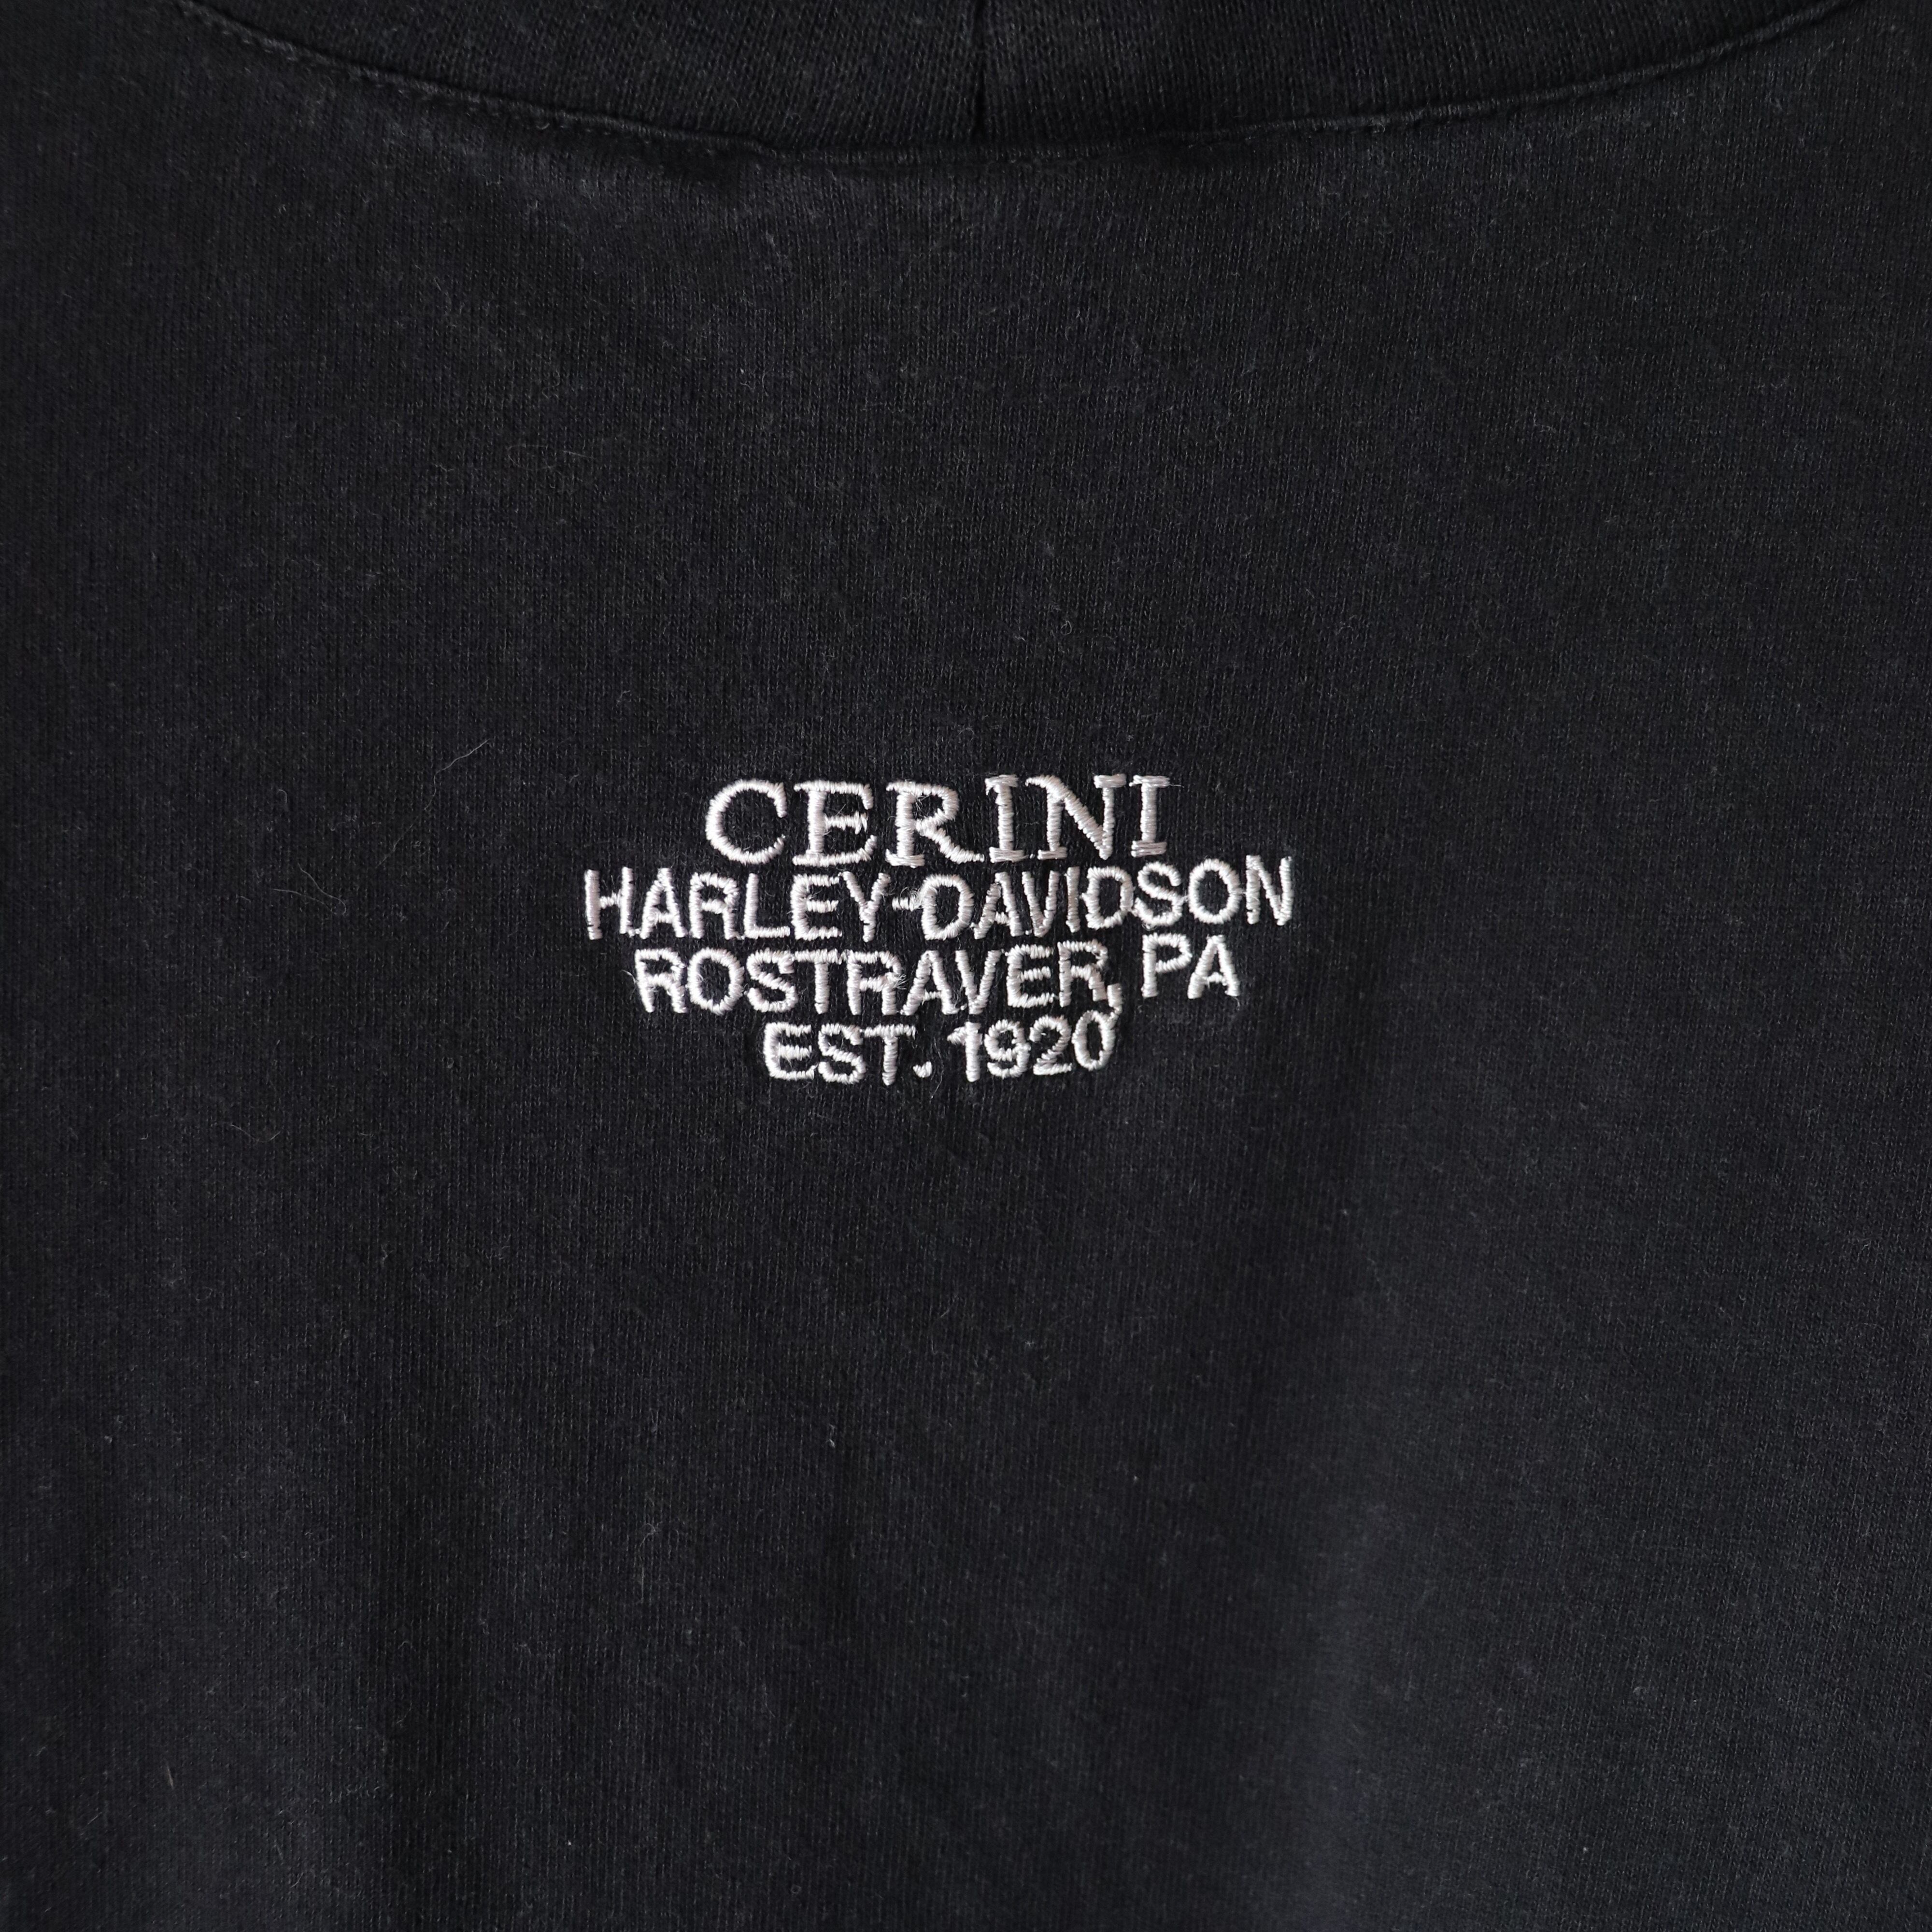 CERINI
HARLEY-DAVIDSON
ROSTRAVER, PA
EST. 1920